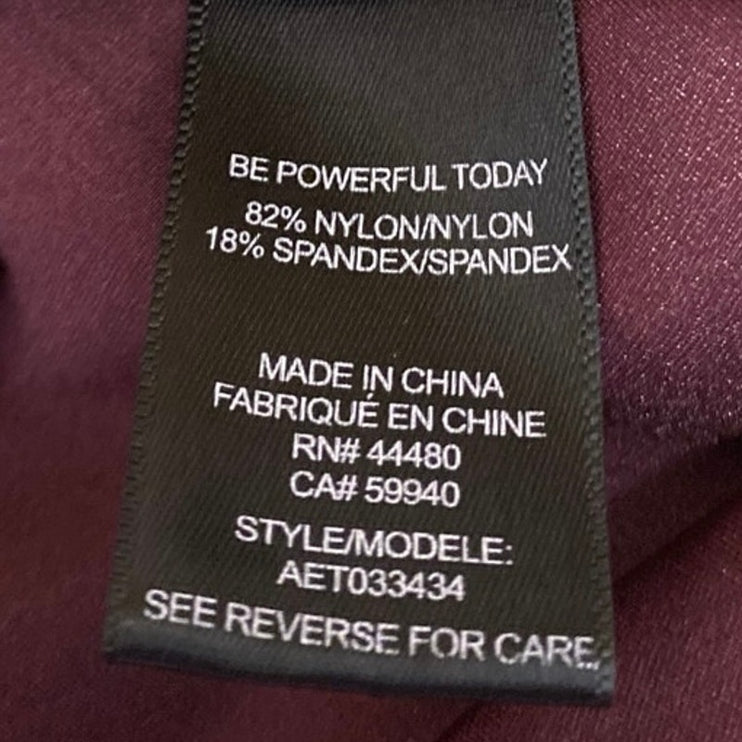 BE POWERFUL TODAY
82% NYLON/NYLON
18% SPANDEX/SPANDEX
MADE IN CHINA
FABRIQUÉ EN CHINE
RN# 44480
CA# 59940
STYLE/MODELE:
AET033434
SEE REVERSE FOR CARE